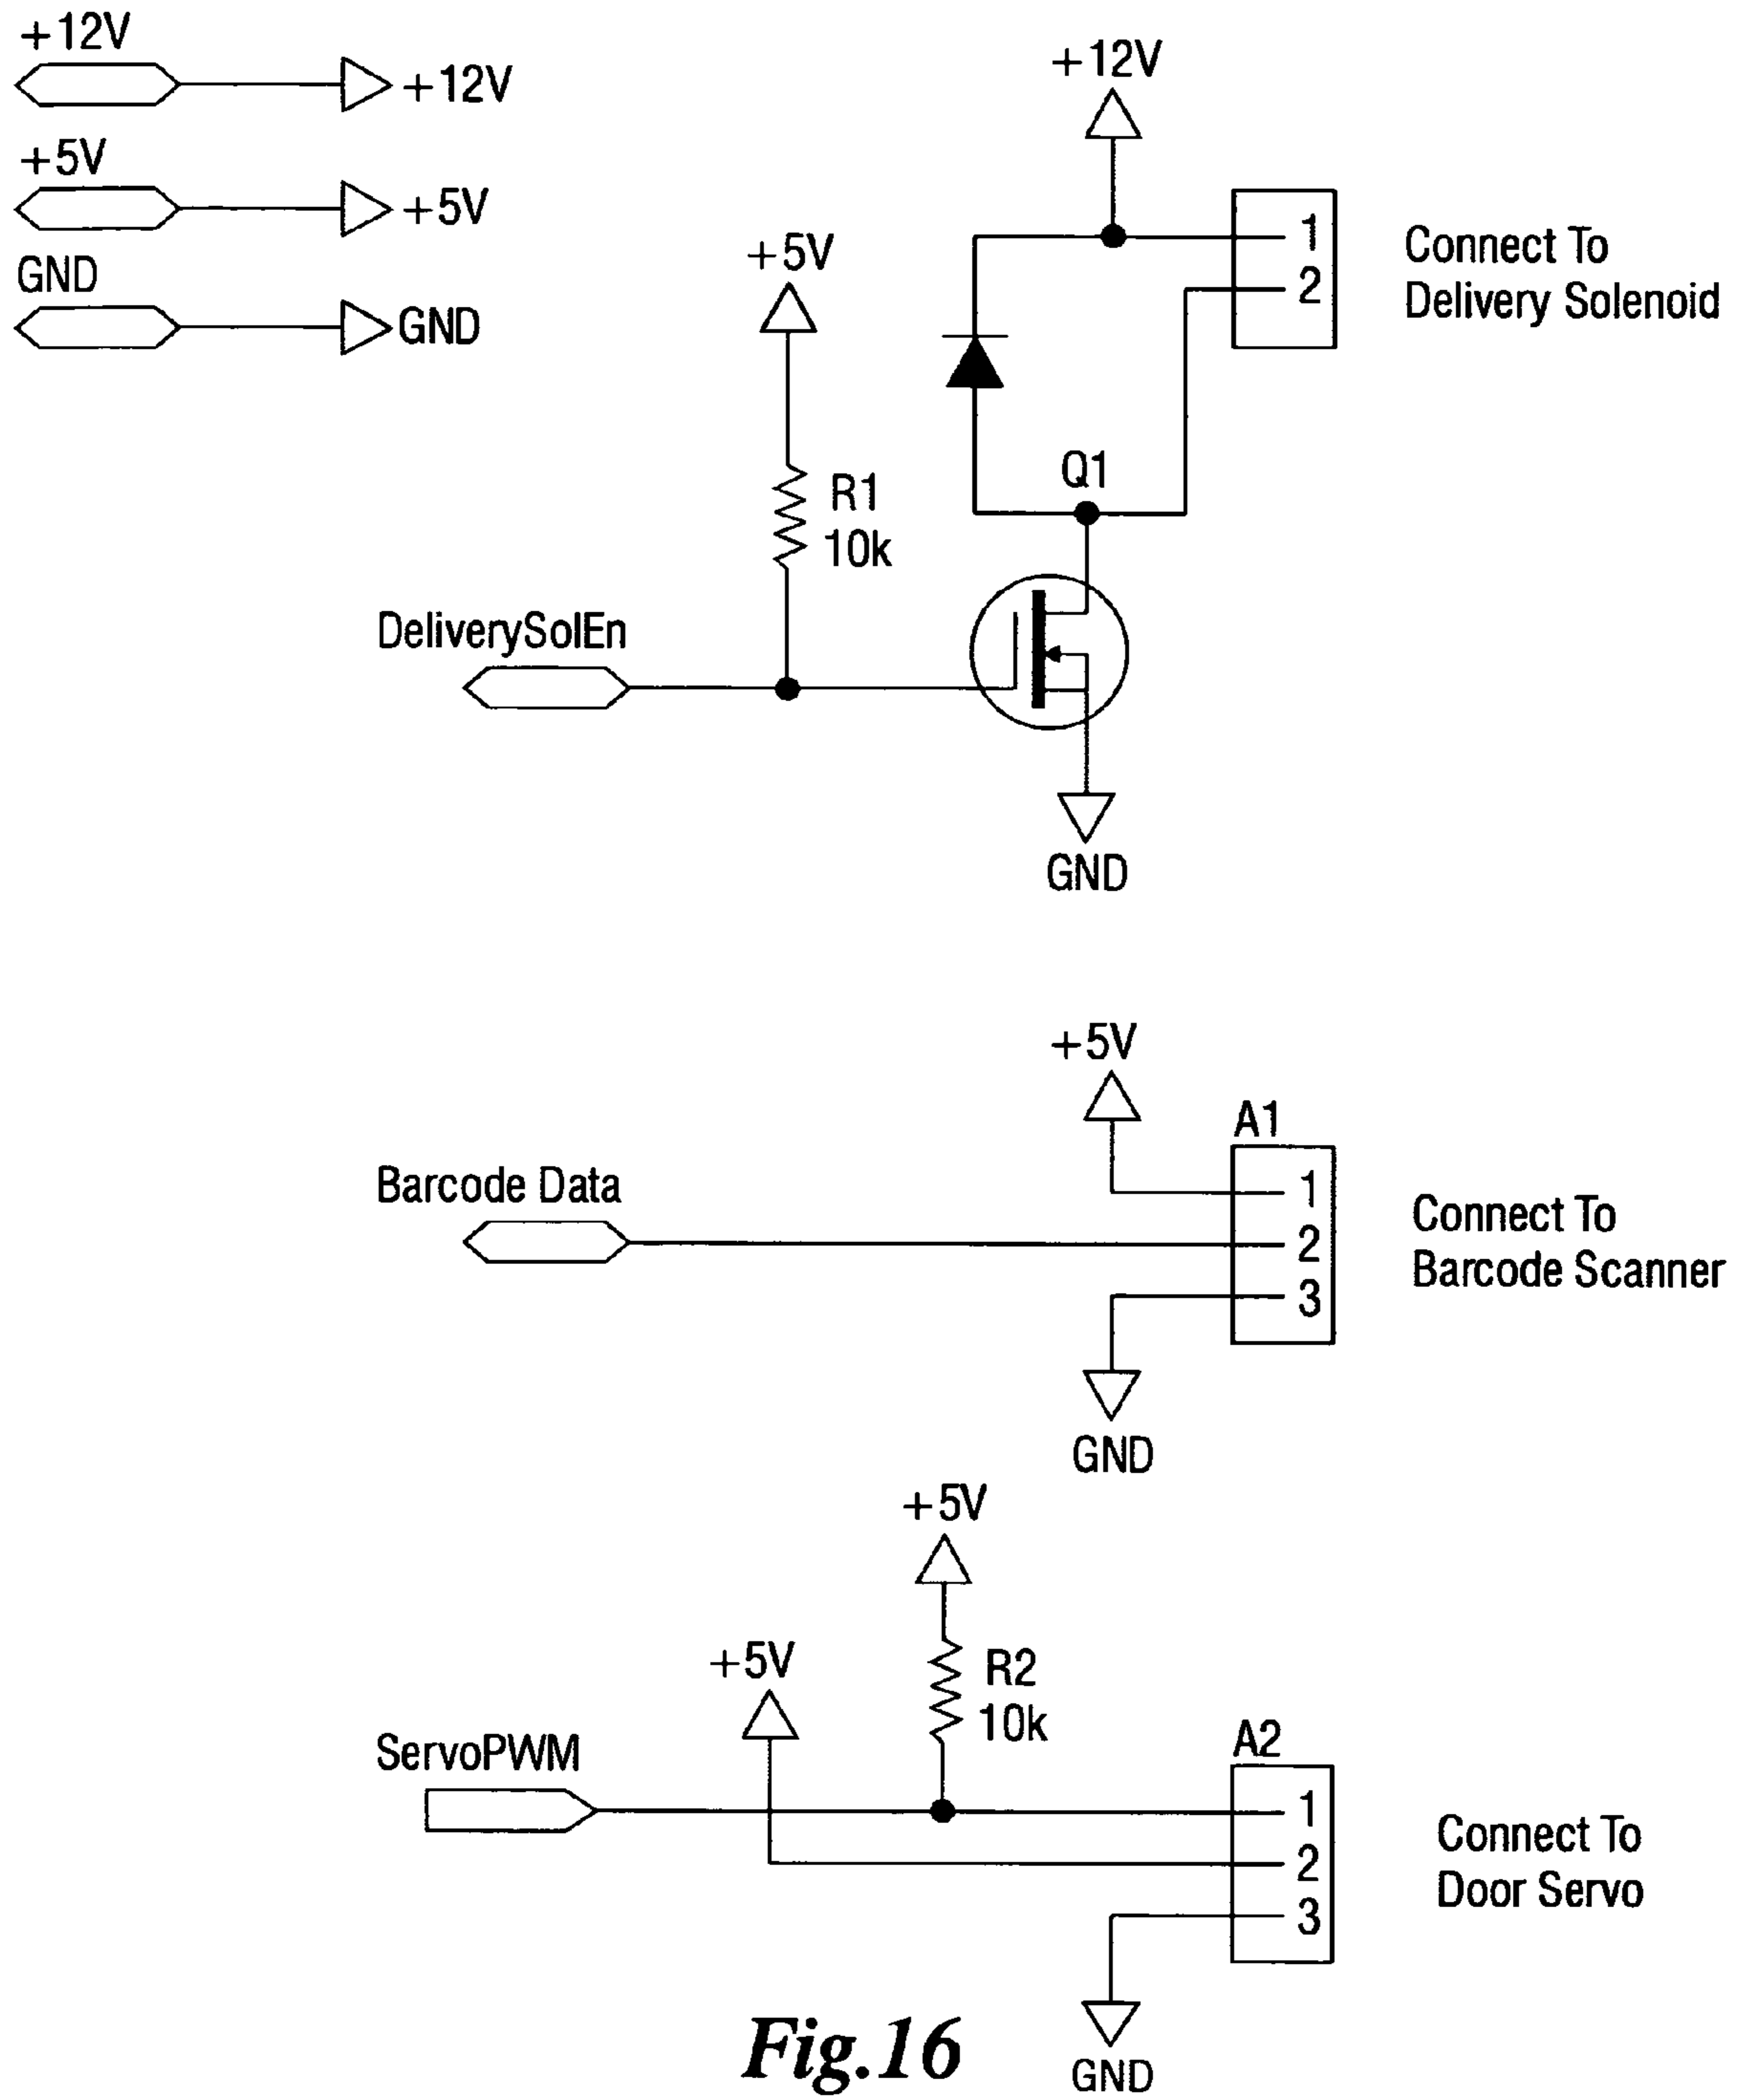 +12V
+12V
+5V
+5V
GND
GND
+12V
1
2
Connect To
Delivery Solenoid
+5V
R1
10k
Q1
DeliverySolEn
GND
+5V
A1
Barcode Data
1
2
3
Connect To
Barcode Scanner
GND
+5V
R2
10k
+5V
ServoPWM
A2
1
2
3
Connect To
Door Servo
GND
Fig.16